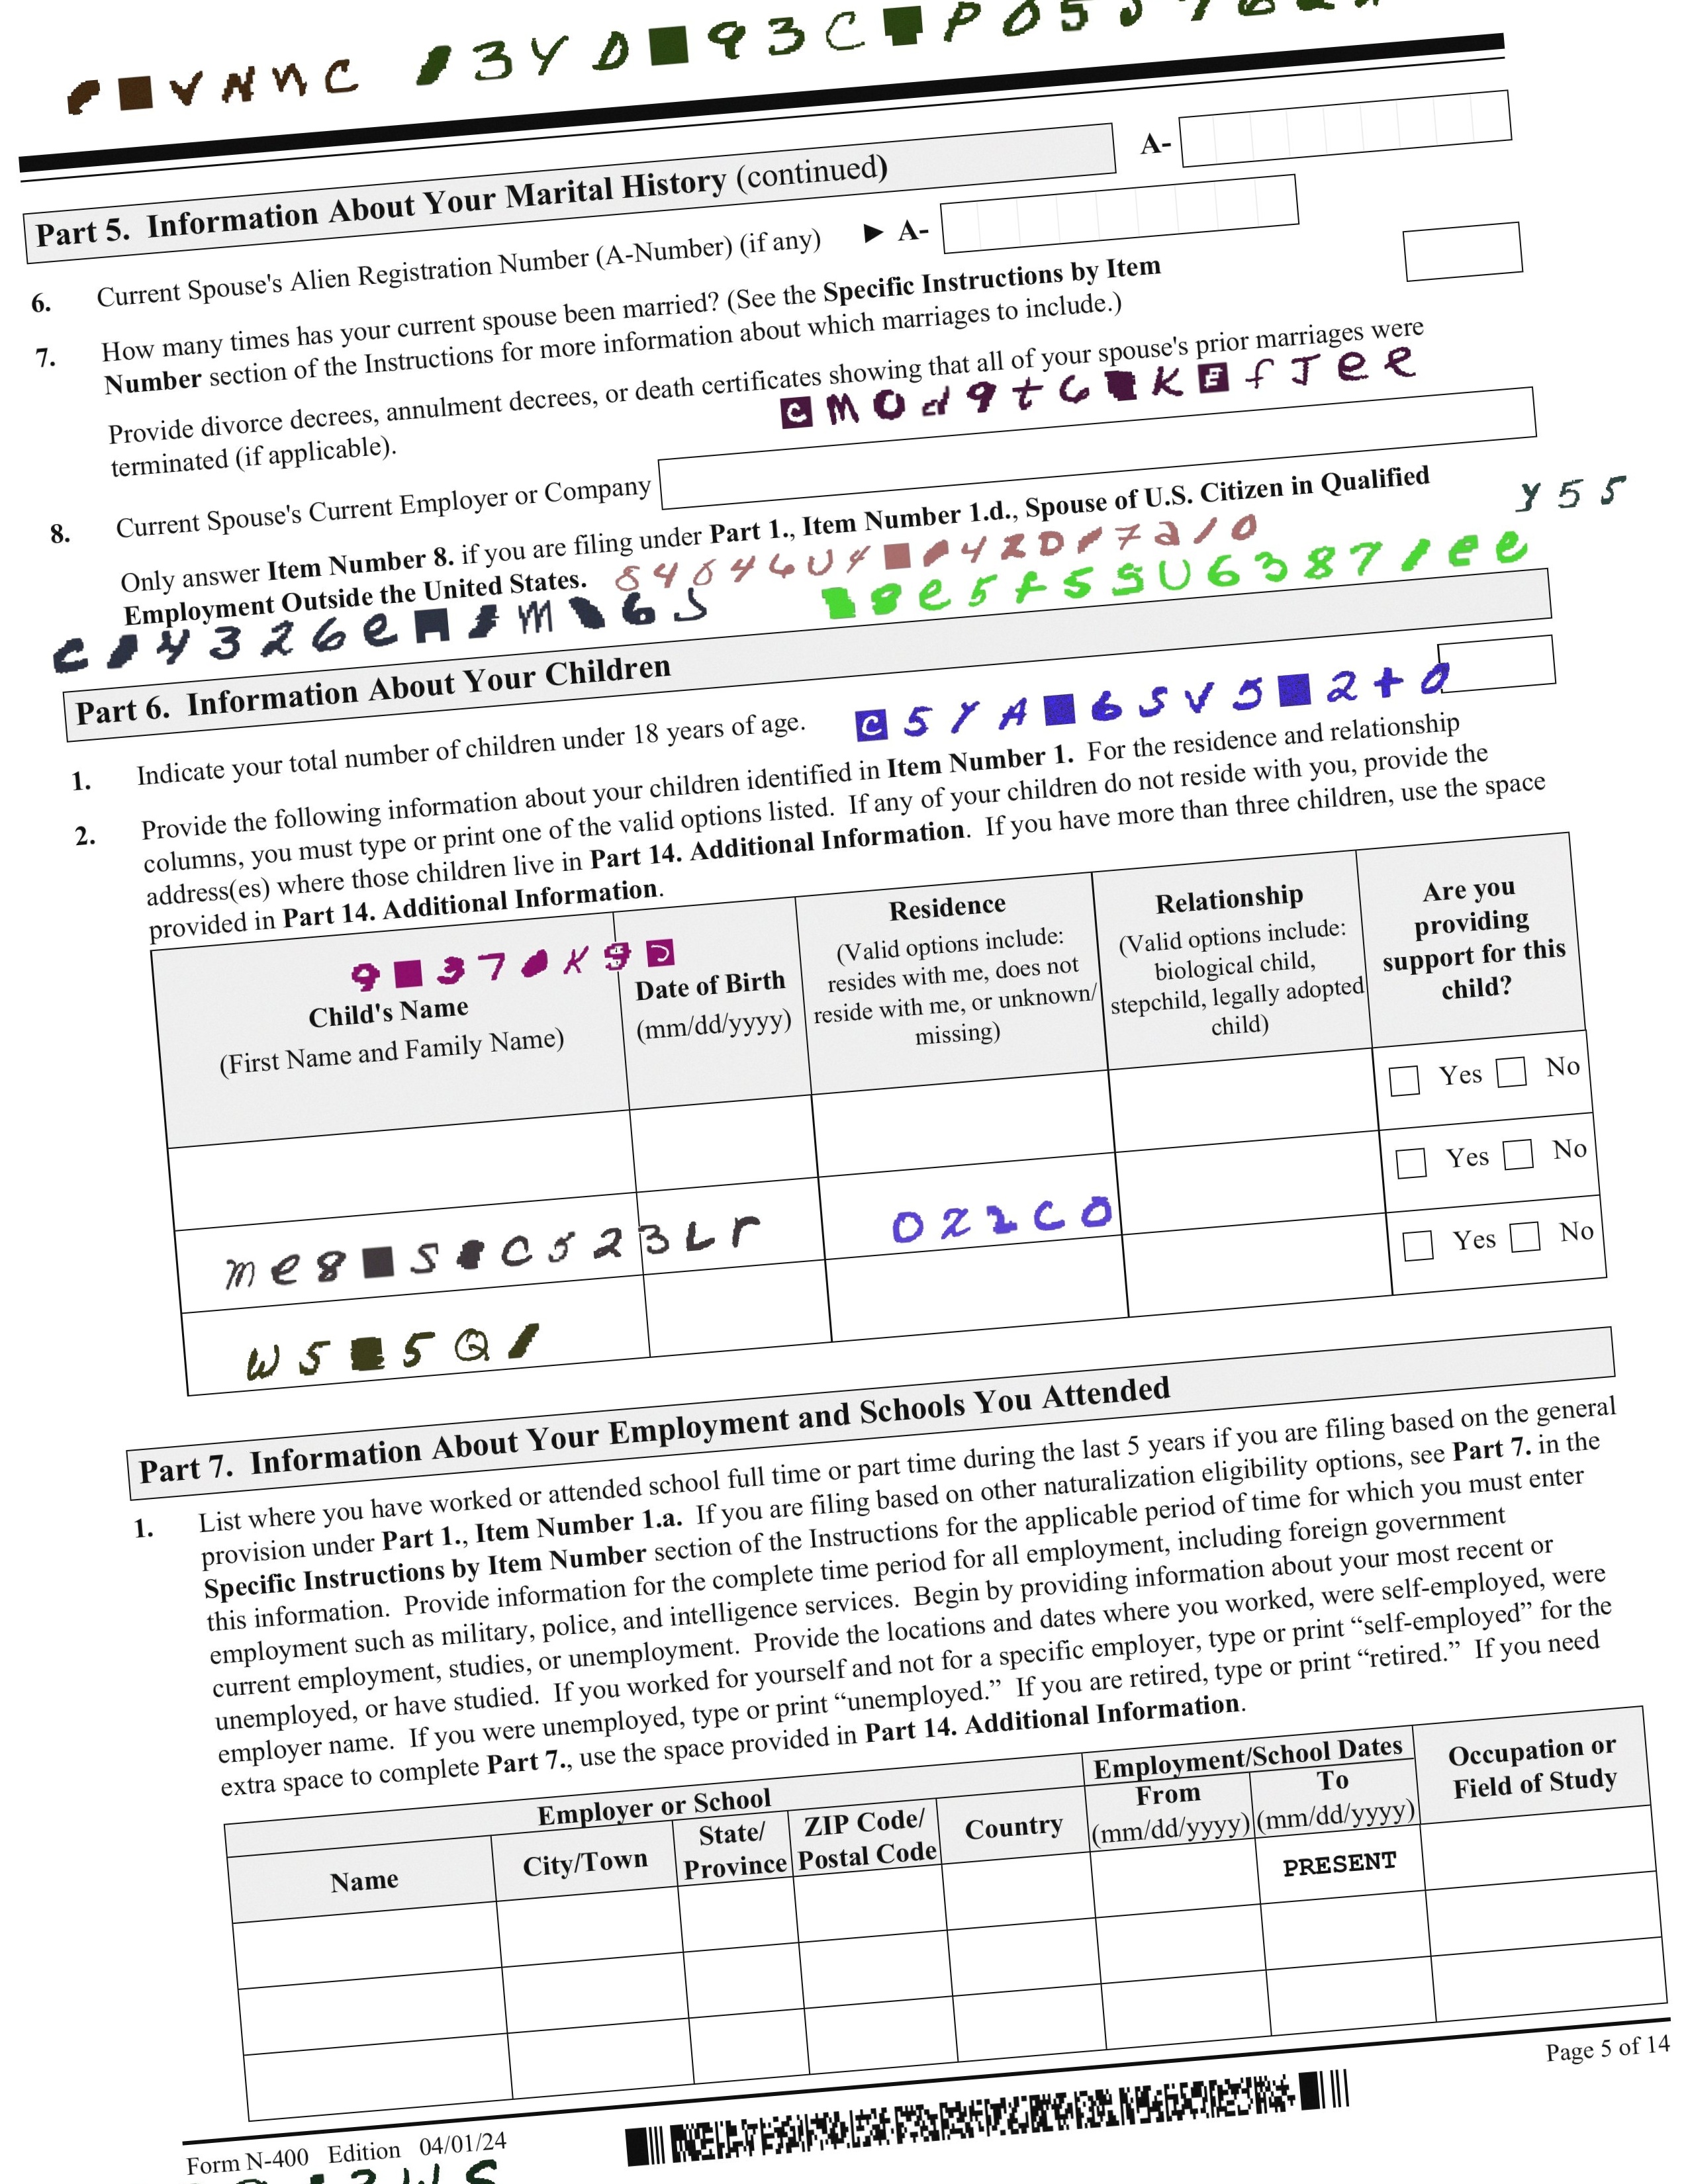 Part 5. Information About Your Marital History (continued)
A-
6. Current Spouse's Alien Registration Number (A-Number) (if any) ► A-
7. How many times has your current spouse been married? (See the Specific Instructions by Item
Number section of the Instructions for more information about which marriages to include.)
Provide divorce decrees, annulment decrees, or death certificates showing that all of your spouse's prior marriages were
terminated (if applicable).
8. Current Spouse's Current Employer or Company
Only answer Item Number 8. if you are filing under Part 1., Item Number 1.d., Spouse of U.S. Citizen in Qualified
Employment Outside the United States.
Y55
Part 6. Information About Your Children
1. Indicate your total number of children under 18 years of age.
2. Provide the following information about your children identified in Item Number 1. For the residence and relationship
columns, you must type or print one of the valid options listed. If any of your children do not reside with you, provide the
address(es) where those children live in Part 14. Additional Information. If you have more than three children, use the space
provided in Part 14. Additional Information.
Child's Name
(First Name and Family Name)
Date of Birth
(mm/dd/yyyy)
Residence
(Valid options include:
resides with me, does not
reside with me, or unknown/
missing)
Relationship
(Valid options include:
biological child,
stepchild, legally adopted
child)
Are you
providing
support for this
child?
Yes No
Yes No
Yes No
Part 7. Information About Your Employment and Schools You Attended
1. List where you have worked or attended school full time or part time during the last 5 years if you are filing based on the general
provision under Part 1., Item Number 1.a. If you are filing based on other naturalization eligibility options, see Part 7. in the
Specific Instructions by Item Number section of the Instructions for the applicable period of time for which you must enter
this information. Provide information for the complete time period for all employment, including foreign government
employment such as military, police, and intelligence services. Begin by providing information about your most recent or
current employment, studies, or unemployment. Provide the locations and dates where you worked, were self-employed, were
unemployed, or have studied. If you worked for yourself and not for a specific employer, type or print “self-employed” for the
employer name. If you were unemployed, type or print “unemployed.” If you are retired, type or print “retired.” If you need
extra space to complete Part 7., use the space provided in Part 14. Additional Information.
Employer or School
Employment/School Dates
Occupation or
Field of Study
Name
City/Town
State/
Province
ZIP Code/
Postal Code
Country
From
(mm/dd/yyyy)
To
(mm/dd/yyyy)
PRESENT
Form N-400 Edition 04/01/24
Page 5 of 14